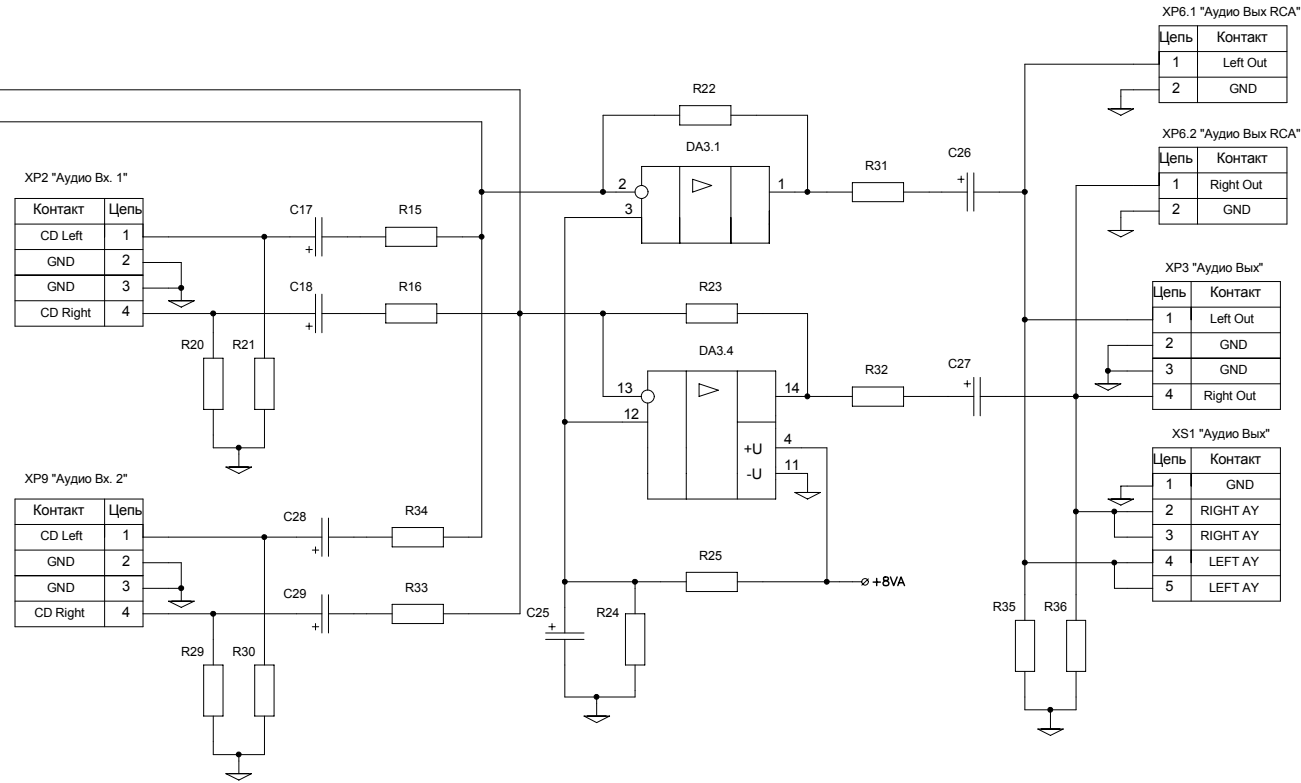 XP6.1 "Аудио Вых RCA"
Цепь Контакт
1 Left Out
2 GND
XP6.2 "Аудио Вых RCA"
Цепь Контакт
1 Right Out
2 GND
XP3 "Аудио Вых"
Цепь Контакт
1 Left Out
2 GND
3 GND
4 Right Out
XS1 "Аудио Вых"
Цепь Контакт
1 GND
2 RIGHT AY
3 RIGHT AY
4 LEFT AY
5 LEFT AY
XP2 "Аудио Вх. 1"
Контакт Цепь
CD Left 1
GND 2
GND 3
CD Right 4
XP9 "Аудио Вх. 2"
Контакт Цепь
CD Left 1
GND 2
GND 3
CD Right 4
C17
+
R15
C18
+
R16
R20
R21
C28
+
R34
C29
+
R33
R29
R30
R22
DA3.1
2
3
1
R31
C26
+
R23
DA3.4
13
12
14
+U
4
-U
11
R32
C27
+
R25
+8VA
C25
+
R24
R35
R36